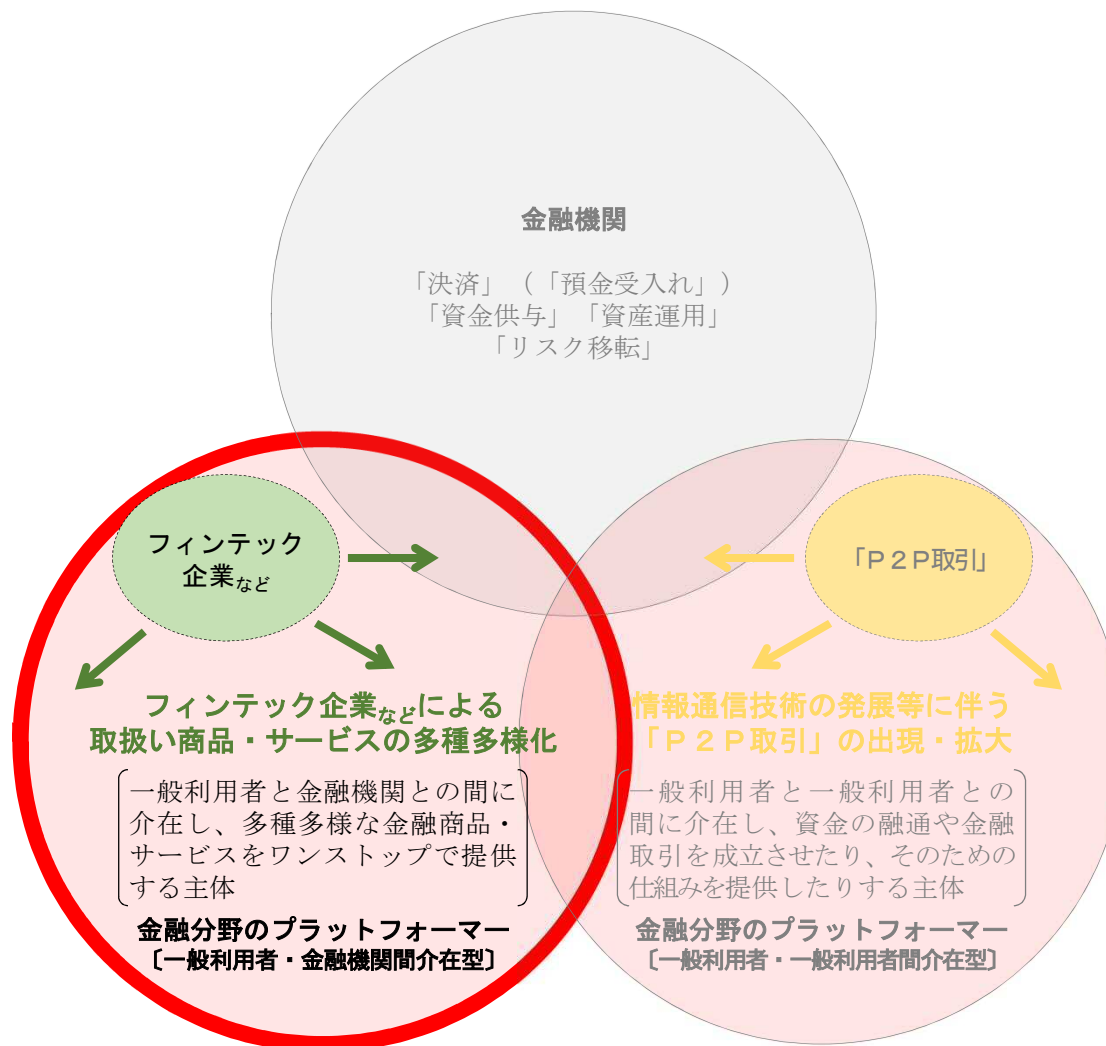 金融機関
「決済」（「預金受入れ」）
「資金供与」「資産運用」
「リスク移転」
フィンテック
企業など
「Ｐ２Ｐ取引」
フィンテック企業などによる
取扱い商品・サービスの多種多様化
一般利用者と金融機関との間に
介在し、多種多様な金融商品・
サービスをワンストップで提供
する主体
金融分野のプラットフォーマー
〔一般利用者・金融機関間介在型〕
情報通信技術の発展等に伴う
「Ｐ２Ｐ取引」の出現・拡大
一般利用者と一般利用者との
間に介在し、資金の融通や金融
取引を成立させたり、そのための
仕組みを提供したりする主体
金融分野のプラットフォーマー
〔一般利用者・一般利用者間介在型〕